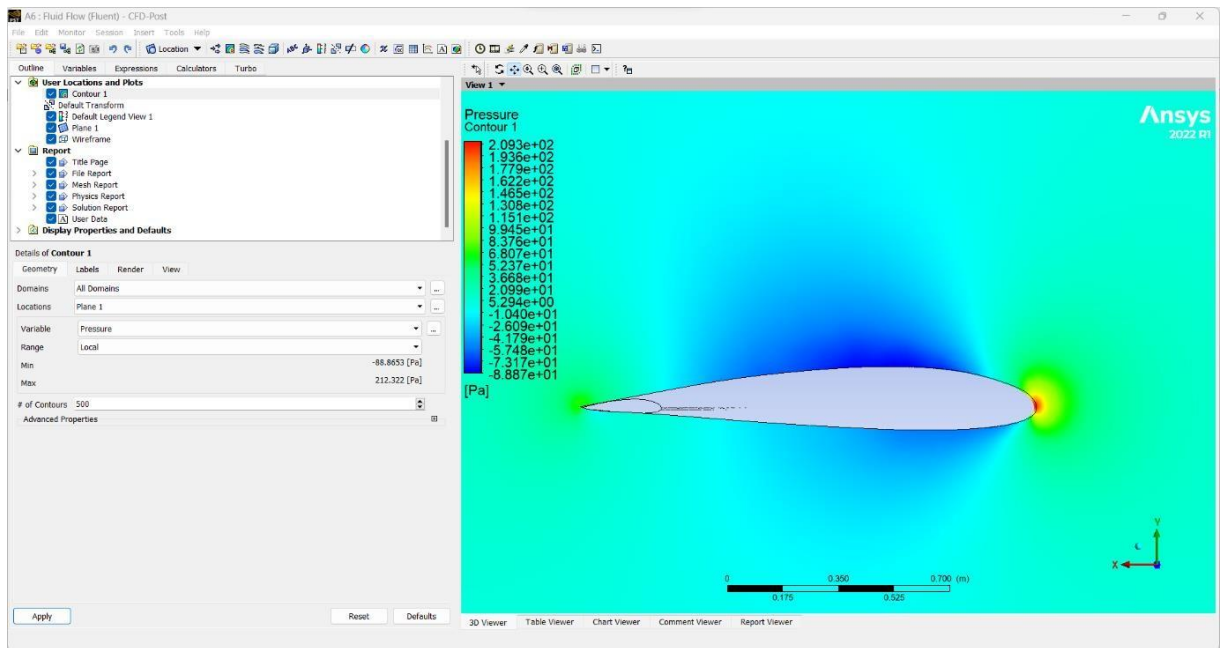 A6 : Fluid Flow (Fluent) - CFD-Post
File Edit Monitor Session Insert Tools Help
Location
Outline Variables Expressions Calculators Turbo
User Locations and Plots
Contour 1
Default Transform
Default Legend View 1
Plane 1
Wireframe
Report
Title Page
File Report
Mesh Report
Physics Report
Solution Report
User Data
Display Properties and Defaults
Details of Contour 1
Geometry Labels Render View
Domains All Domains
Locations Plane 1
Variable Pressure
Range Local
Min -88.8653 [Pa]
Max 212.322 [Pa]
# of Contours 500
Advanced Properties
Apply Reset Defaults
View 1
Pressure
Contour 1
2.093e+02
1.936e+02
1.779e+02
1.622e+02
1.465e+02
1.308e+02
1.151e+02
9.945e+01
8.376e+01
6.807e+01
5.237e+01
3.668e+01
2.099e+01
5.294e+00
-1.040e+01
-2.609e+01
-4.179e+01
-5.748e+01
-7.317e+01
-8.887e+01
[Pa]
Ansys
2022 R1
Y
X
0 0.350 0.700 (m)
0.175 0.525
3D Viewer Table Viewer Chart Viewer Comment Viewer Report Viewer